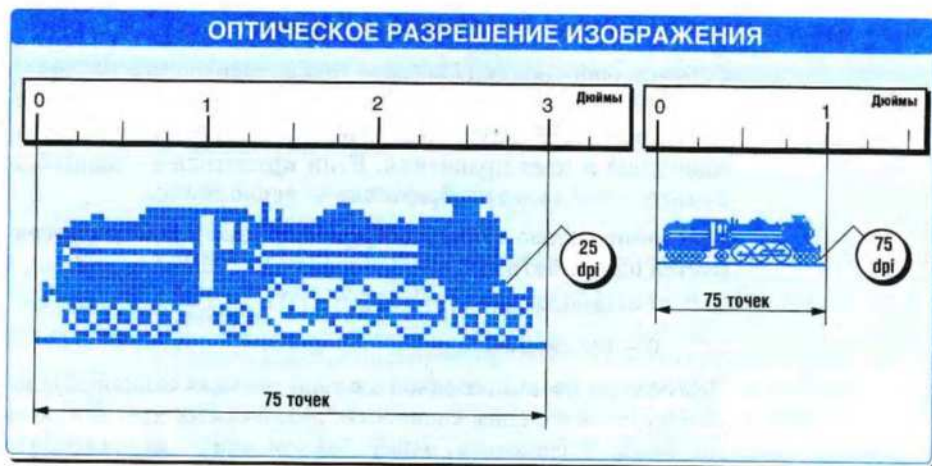 ОПТИЧЕСКОЕ РАЗРЕШЕНИЕ ИЗОБРАЖЕНИЯ
0 1 2 3 Дюймы
0 1 Дюймы
25
dpi
75
dpi
75 точек
75 точек